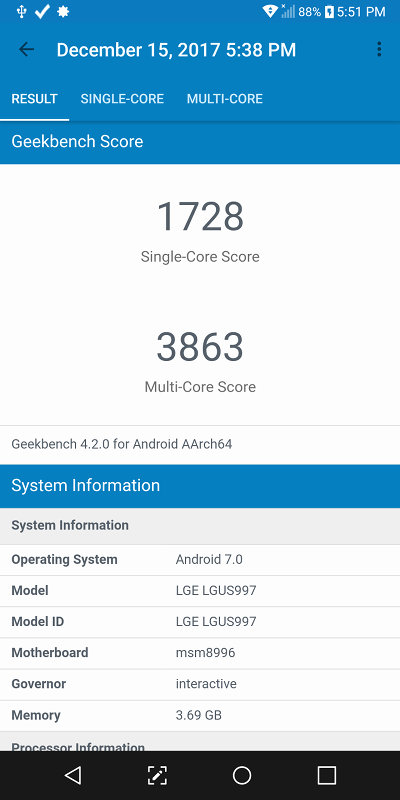 88% 5:51 PM
December 15, 2017 5:38 PM
RESULT SINGLE-CORE MULTI-CORE
Geekbench Score
1728
Single-Core Score
3863
Multi-Core Score
Geekbench 4.2.0 for Android AArch64
System Information
System Information
Operating System Android 7.0
Model LGE LGUS997
Model ID LGE LGUS997
Motherboard msm8996
Governor interactive
Memory 3.69 GB
Processor Information